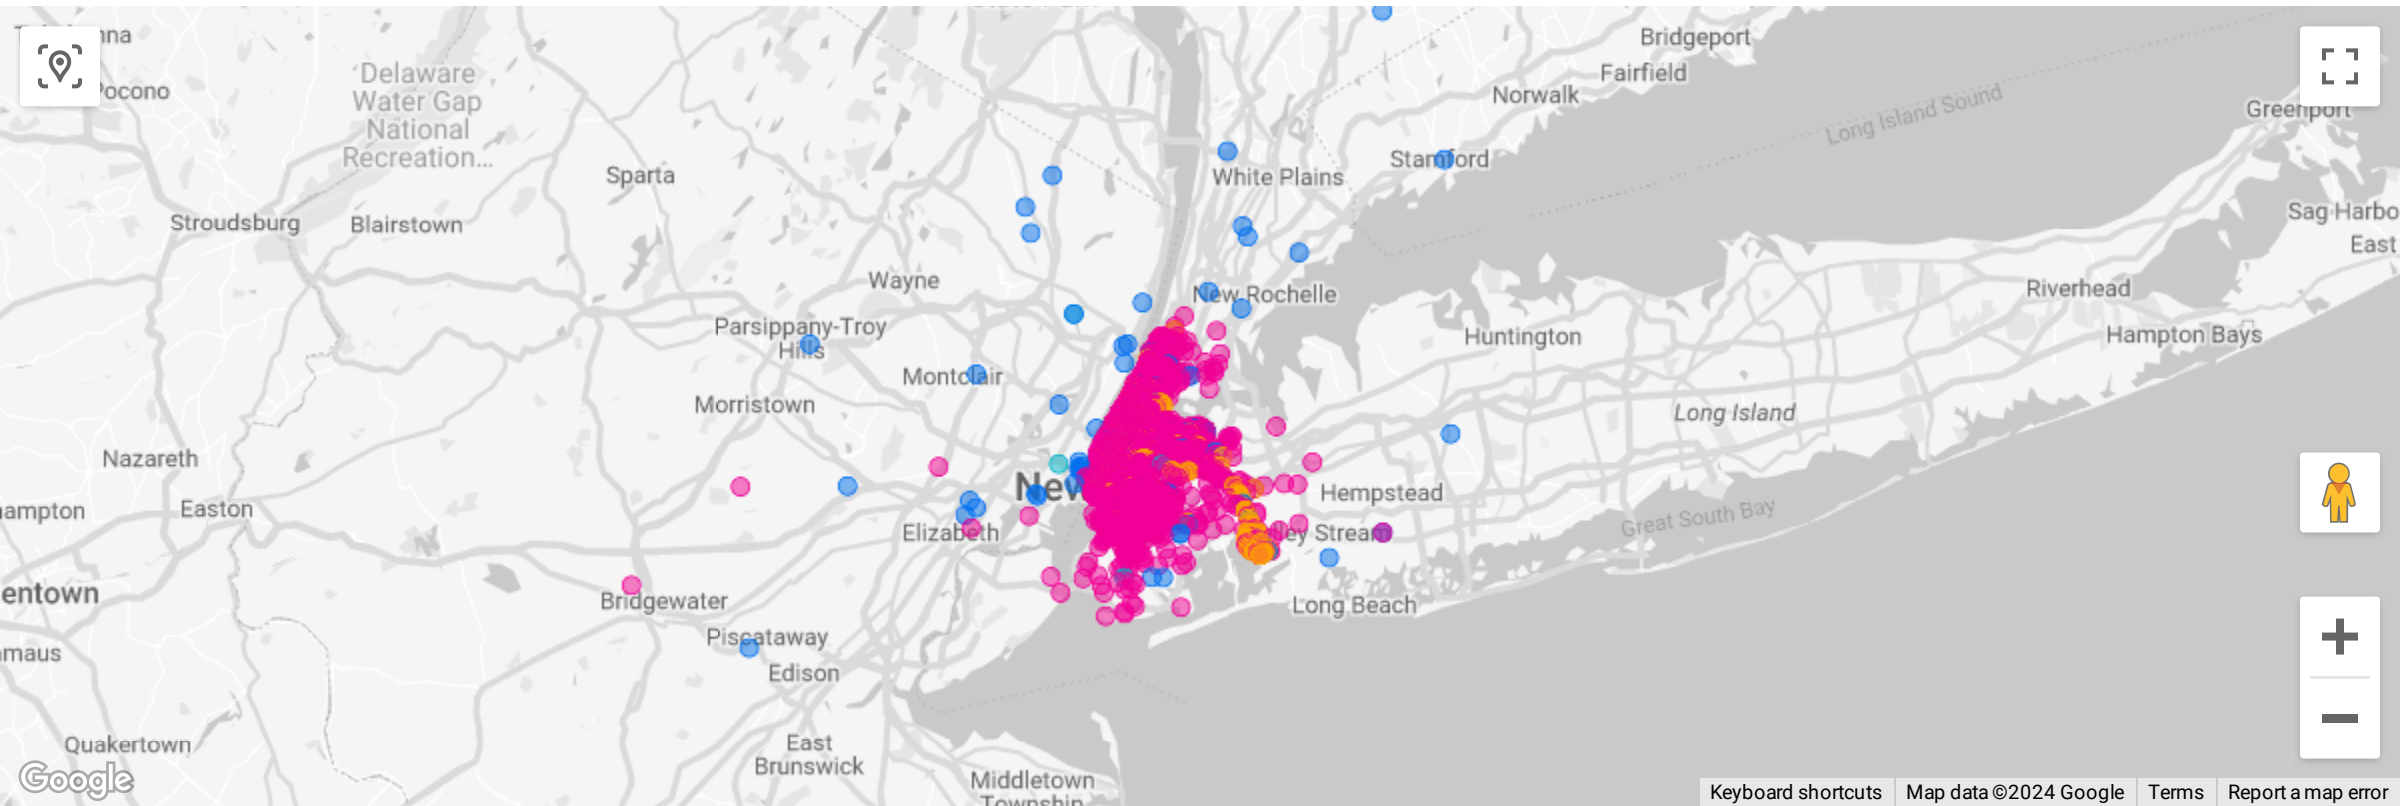 Bridgeport
Delaware
Water Gap
National
Recreation...
Fairfield
Pocono
Norwalk
Long Island Sound
Greenport
Stamford
Sparta
White Plains
Stroudsburg
Blairstown
Sag Harbo
East
Wayne
New Rochelle
Riverhead
Parsippany-Troy
Hills
Huntington
Hampton Bays
Montclair
Morristown
Long Island
Nazareth
New
Hempstead
ampton
Easton
Great South Bay
Elizabeth
ley Stream
entown
Bridgewater
Long Beach
Piscataway
maus
Edison
Quakertown
East
Brunswick
Middletown
Township
Google
Keyboard shortcuts
Map data ©2024 Google
Terms
Report a map error